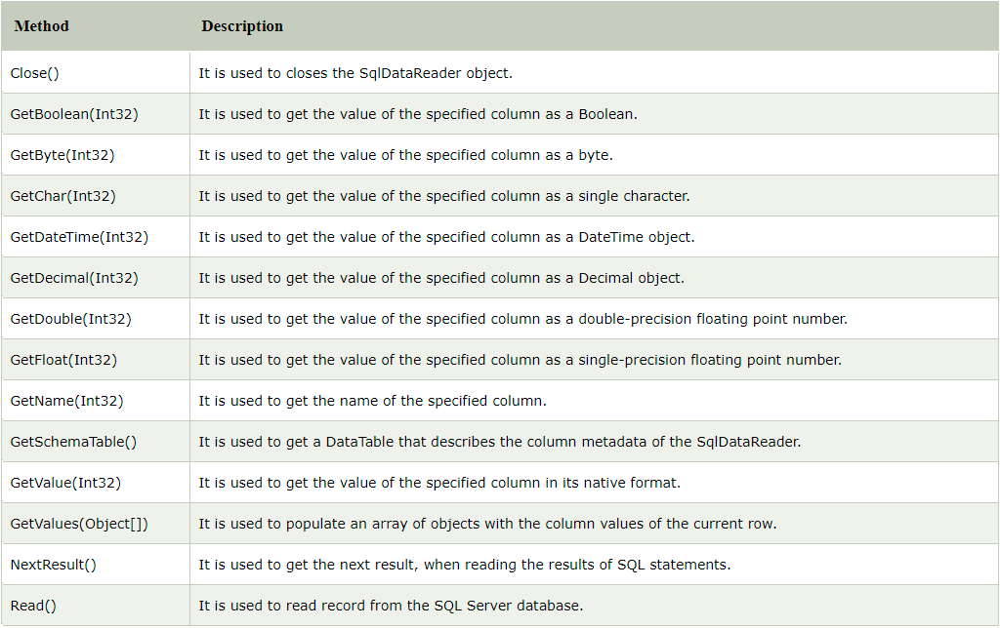 Method Description
Close() It is used to closes the SqlDataReader object.
GetBoolean(Int32) It is used to get the value of the specified column as a Boolean.
GetByte(Int32) It is used to get the value of the specified column as a byte.
GetChar(Int32) It is used to get the value of the specified column as a single character.
GetDateTime(Int32) It is used to get the value of the specified column as a DateTime object.
GetDecimal(Int32) It is used to get the value of the specified column as a Decimal object.
GetDouble(Int32) It is used to get the value of the specified column as a double-precision floating point number.
GetFloat(Int32) It is used to get the value of the specified column as a single-precision floating point number.
GetName(Int32) It is used to get the name of the specified column.
GetSchemaTable() It is used to get a DataTable that describes the column metadata of the SqlDataReader.
GetValue(Int32) It is used to get the value of the specified column in its native format.
GetValues(Object[]) It is used to populate an array of objects with the column values of the current row.
NextResult() It is used to get the next result, when reading the results of SQL statements.
Read() It is used to read record from the SQL Server database.